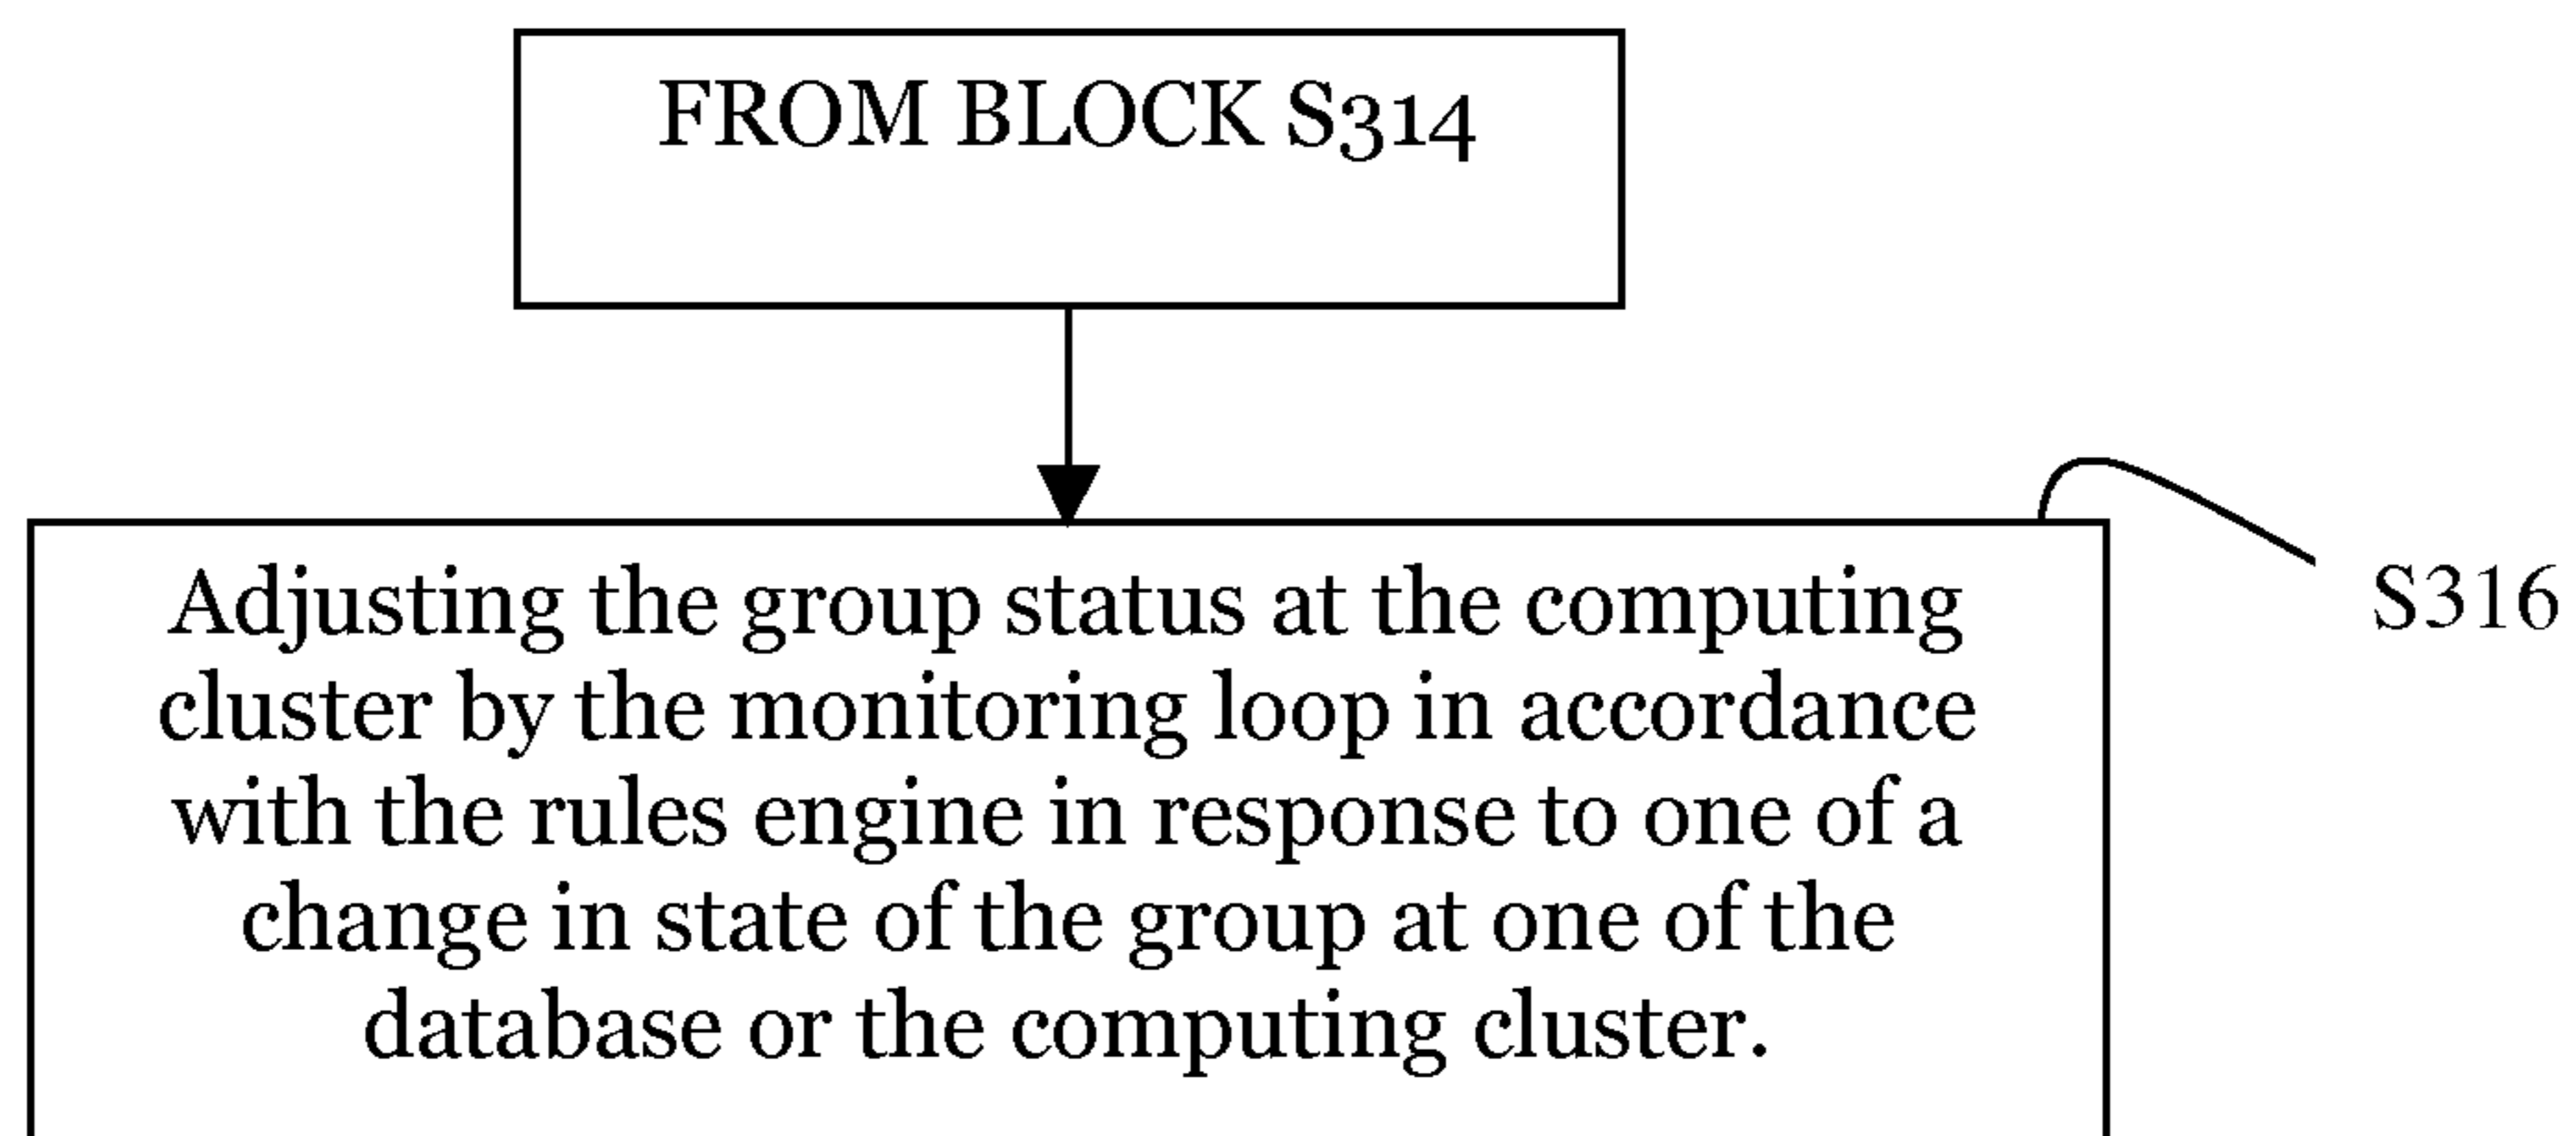 FROM BLOCK S314
Adjusting the group status at the computing
cluster by the monitoring loop in accordance
with the rules engine in response to one of a
change in state of the group at one of the
database or the computing cluster.
S316